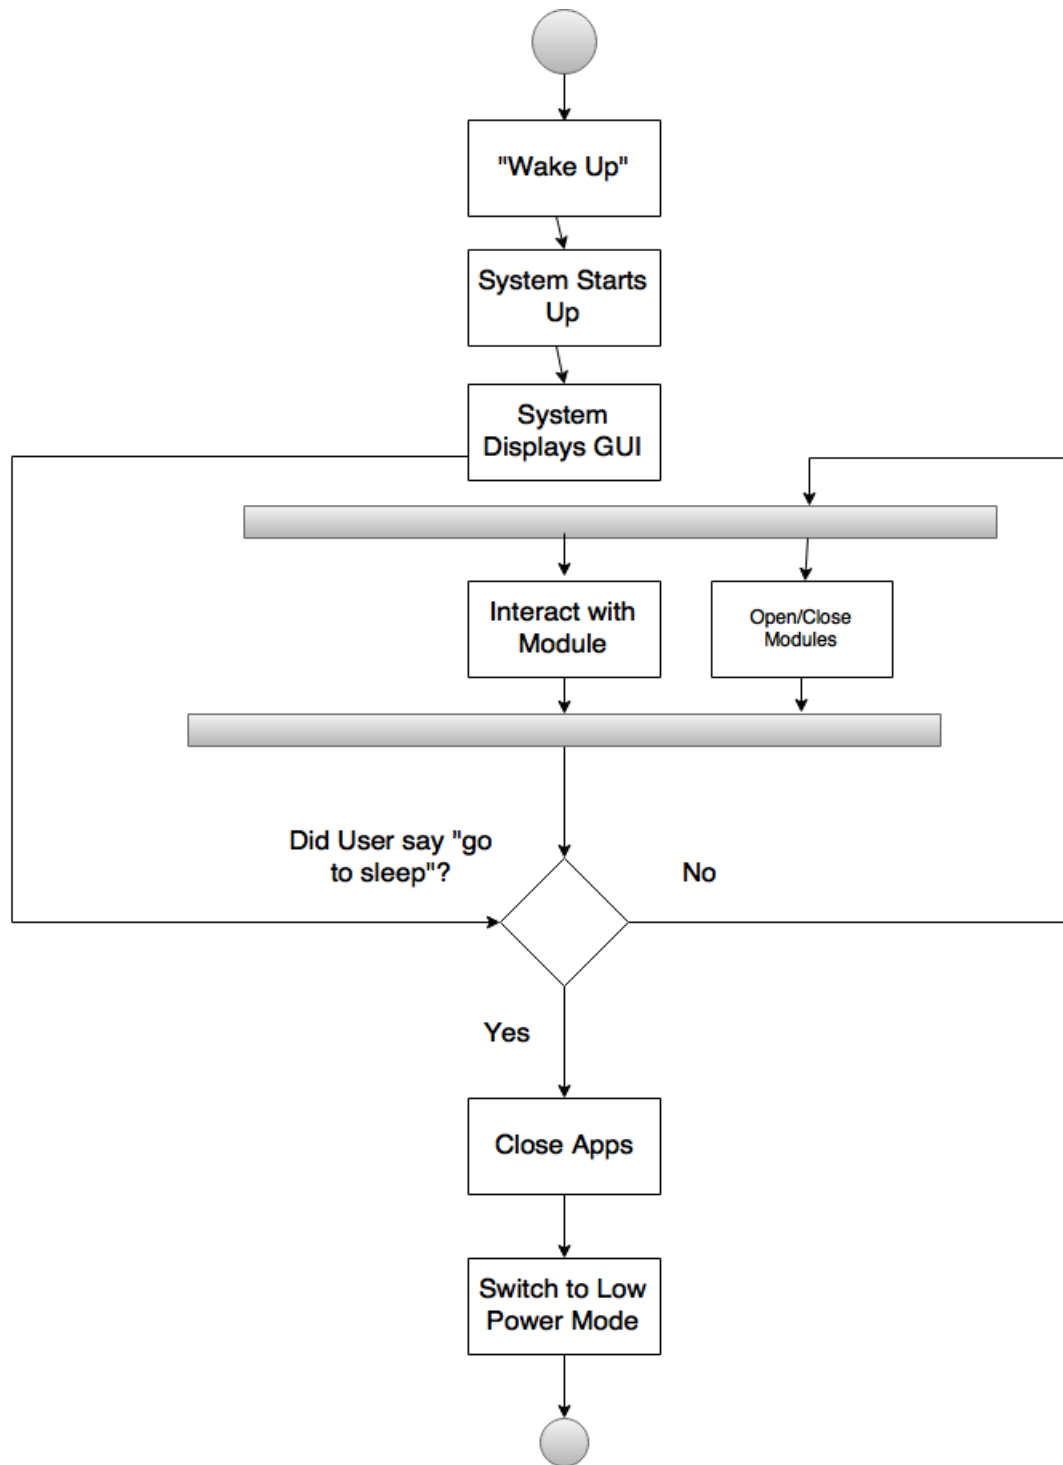 "Wake Up"
System Starts
Up
System
Displays GUI
Interact with
Module
Open/Close
Modules
Did User say "go
to sleep"?
No
Yes
Close Apps
Switch to Low
Power Mode